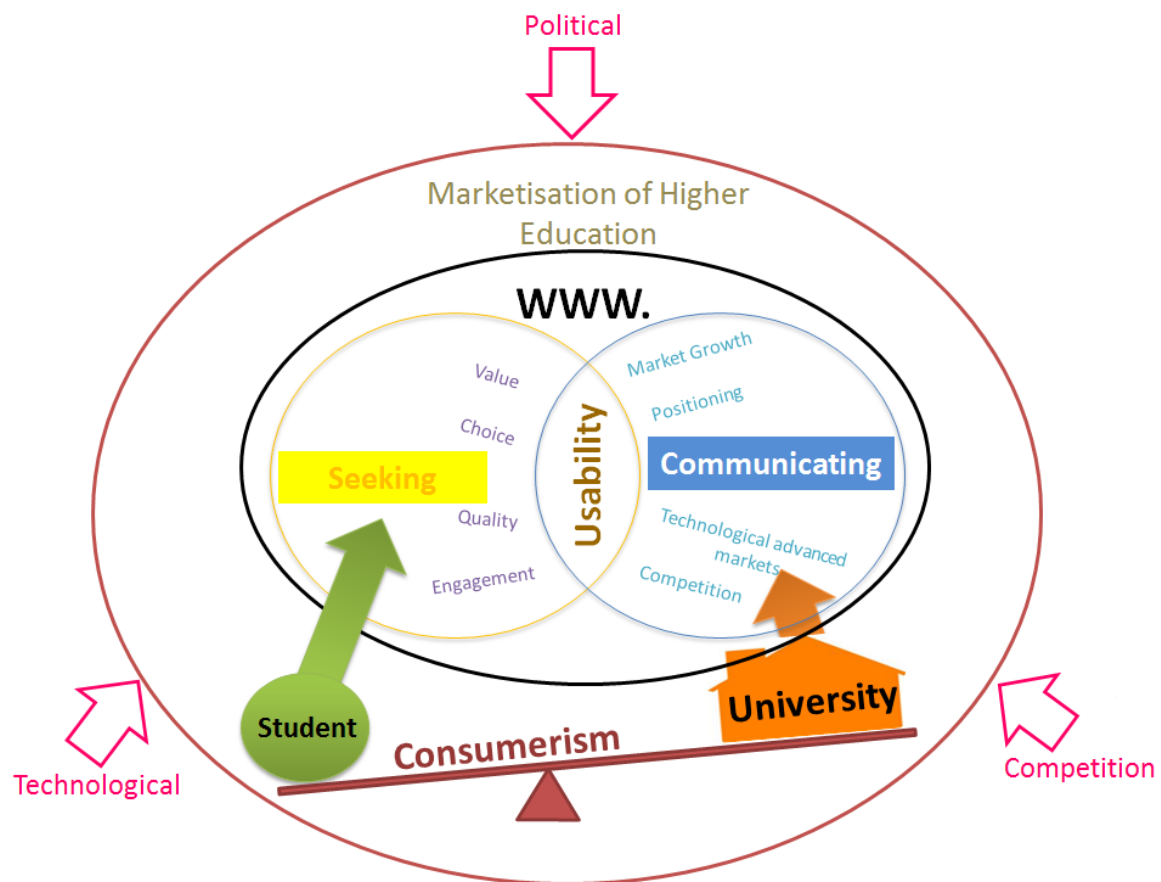 Political
Marketisation of Higher
Education
WWW.
Value
Choice
Seeking
Quality
Engagement
Usability
Market Growth
Positioning
Communicating
Technological advanced
markets
Competition
Student
Consumerism
University
Technological
Competition